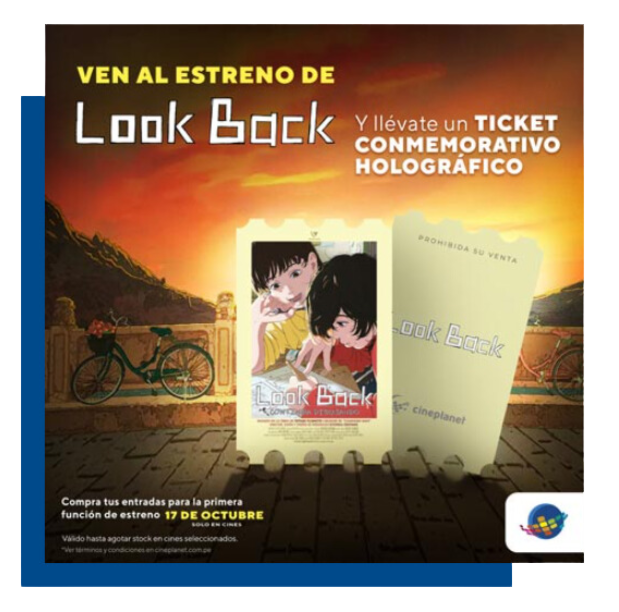 VEN AL ESTRENO DE
Look Back
Y llévate un TICKET
CONMEMORATIVO
HOLOGRÁFICO
PROHIBIDA SU VENTA
Look Back
cineplanet
Look Back
Compra tus entradas para la primera
función de estreno 17 DE OCTUBRE
SOLO EN CINES
Válido hasta agotar stock en cines seleccionados.
*Ver términos y condiciones en cineplanet.com.pe